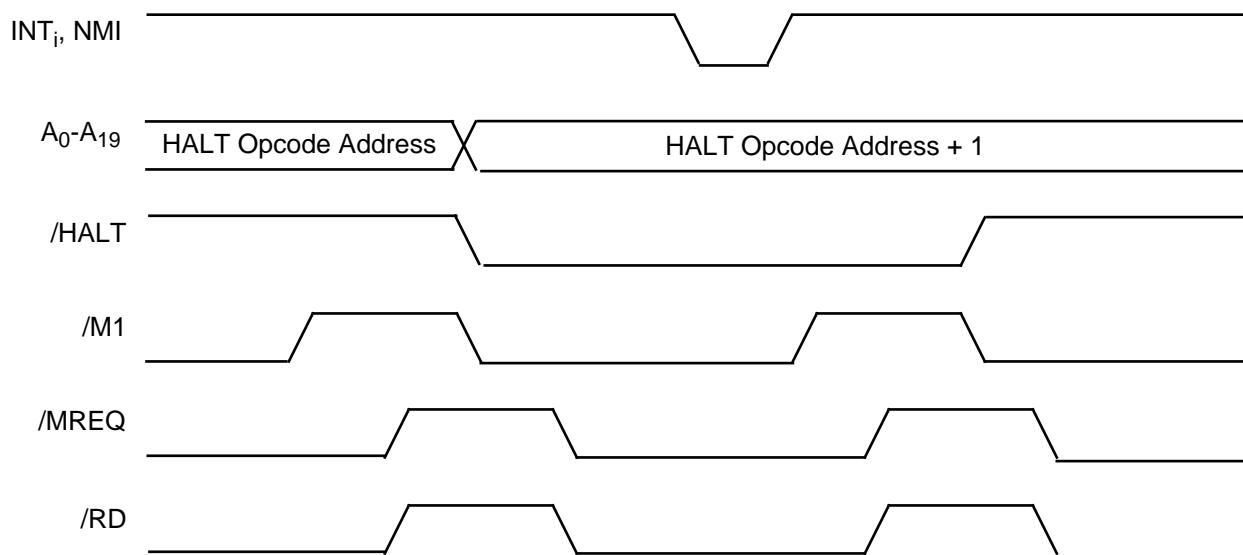 INTi, NMI
A0-A19
HALT Opcode Address
HALT Opcode Address + 1
/HALT
/M1
/MREQ
/RD